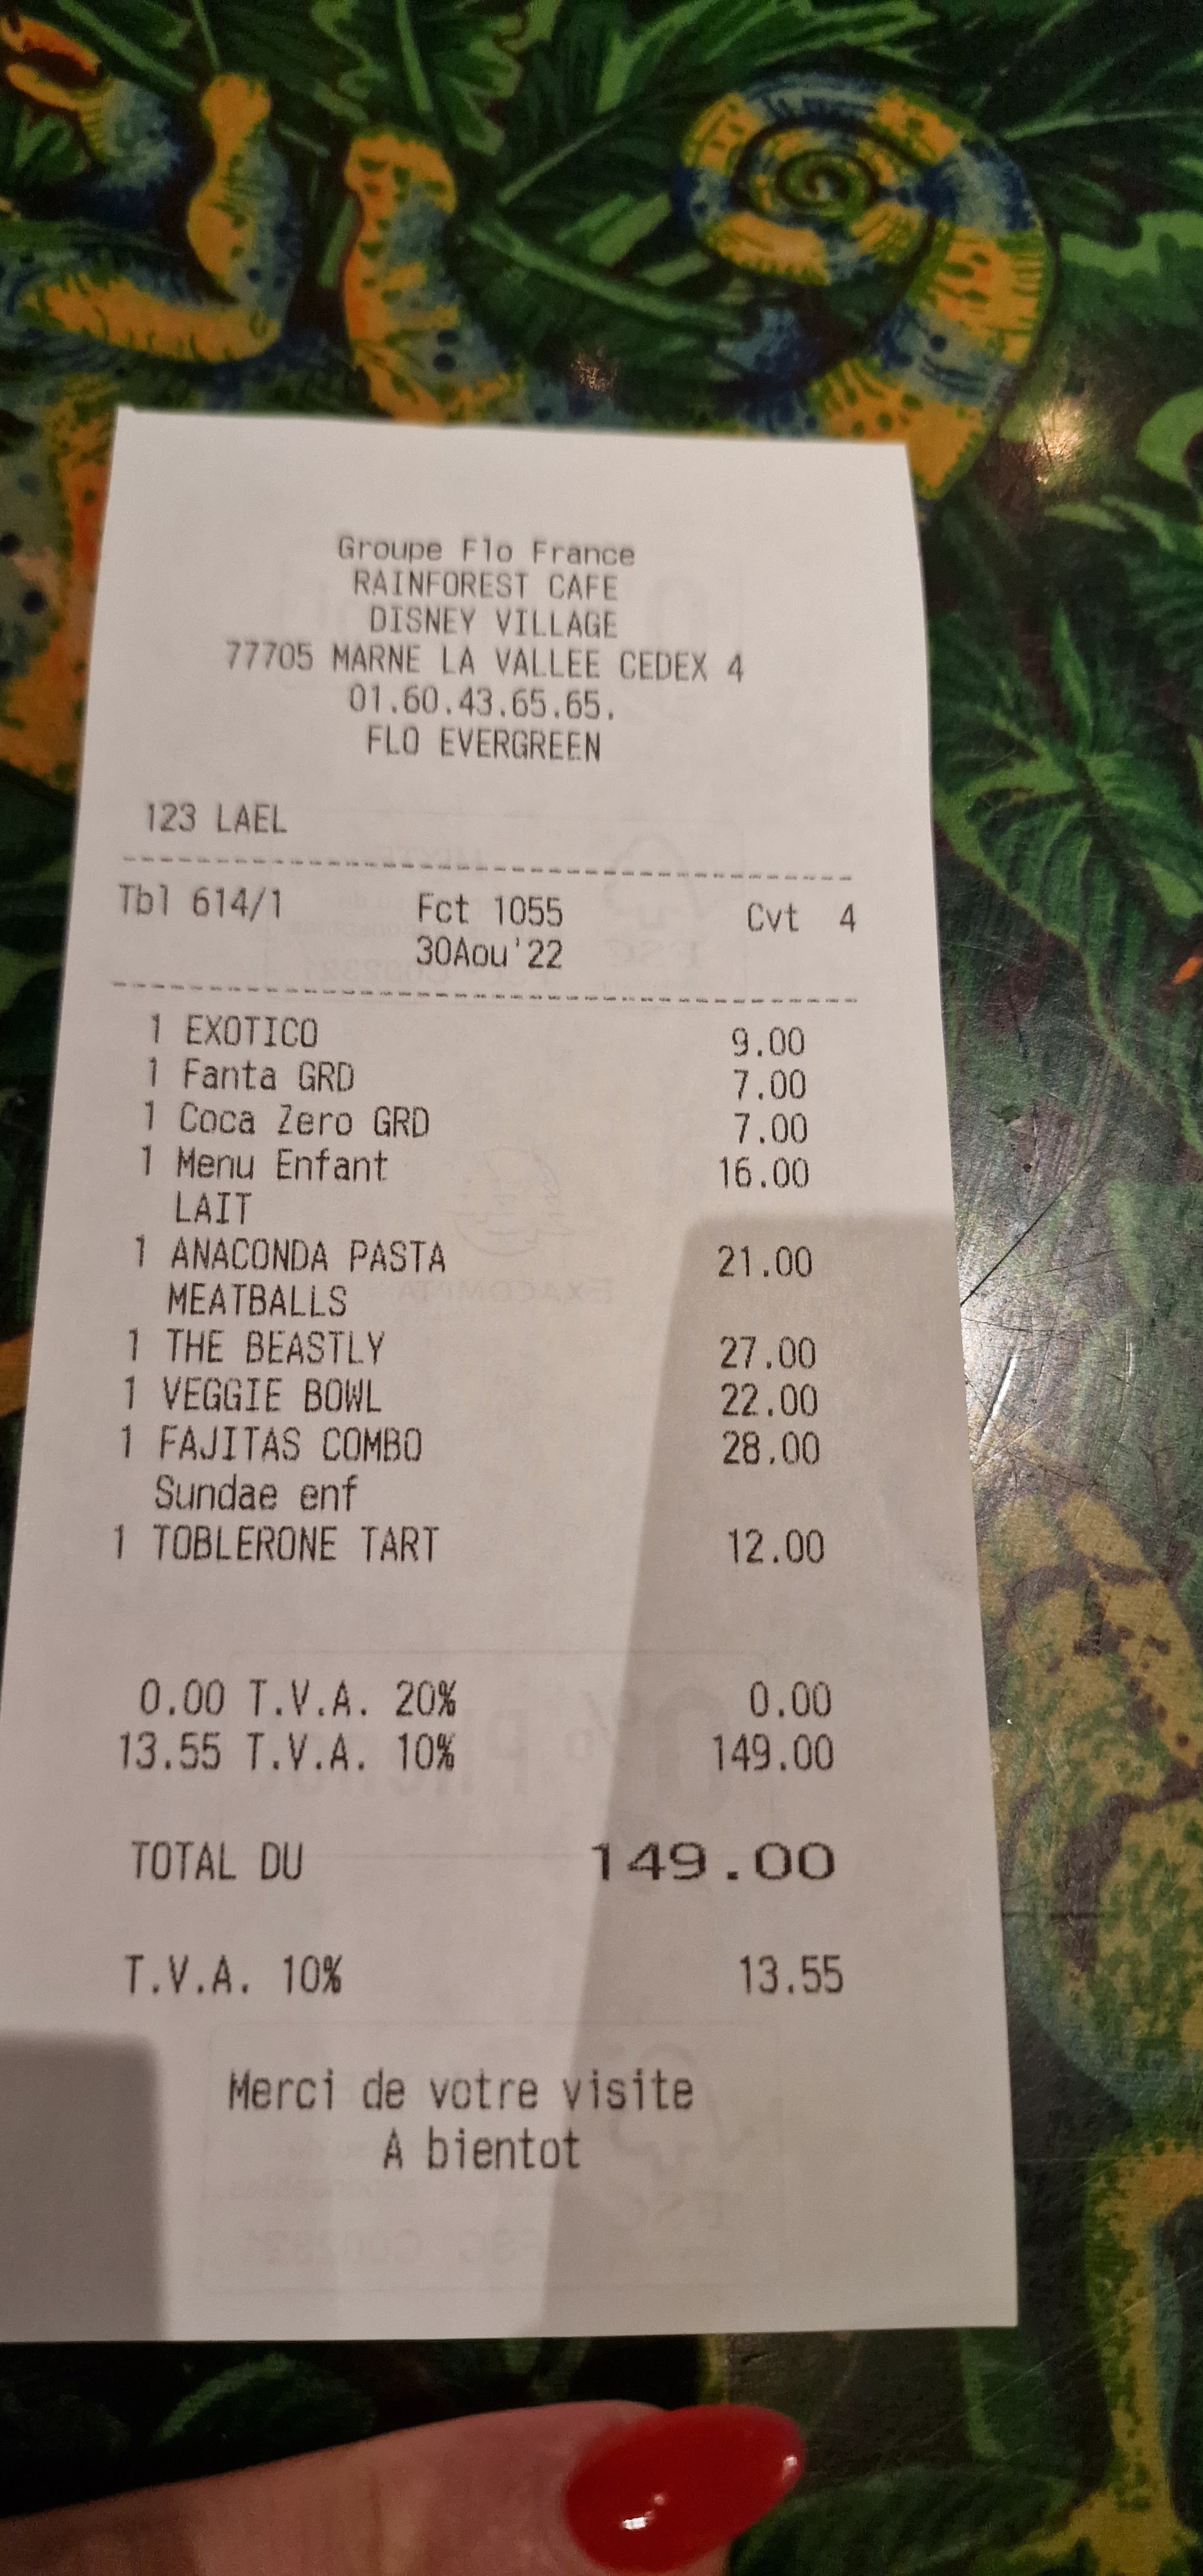 Groupe Flo France
RAINFOREST CAFE
DISNEY VILLAGE
77705 MARNE LA VALLEE CEDEX 4
01.60.43.65.65.
FLO EVERGREEN
123 LAEL
Tbl 614/1 Fct 1055 Cvt 4
30Aou'22
1 EXOTICO 9.00
1 Fanta GRD 7.00
1 Coca Zero GRD 7.00
1 Menu Enfant 16.00
LAIT
1 ANACONDA PASTA 21.00
MEATBALLS
1 THE BEASTLY 27.00
1 VEGGIE BOWL 22.00
1 FAJITAS COMBO 28.00
Sundae enf
1 TOBLERONE TART 12.00
0.00 T.V.A. 20% 0.00
13.55 T.V.A. 10% 149.00
TOTAL DU 149.00
T.V.A. 10% 13.55
Merci de votre visite
A bientot